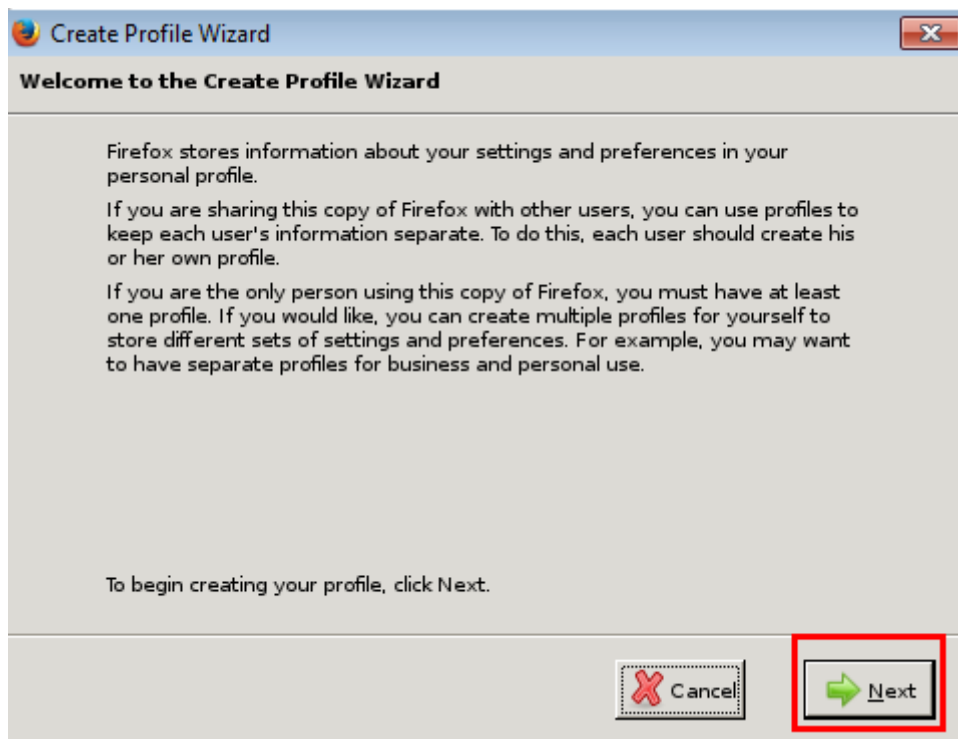 Create Profile Wizard
Welcome to the Create Profile Wizard
Firefox stores information about your settings and preferences in your
personal profile.
If you are sharing this copy of Firefox with other users, you can use profiles to
keep each user's information separate. To do this, each user should create his
or her own profile.
If you are the only person using this copy of Firefox, you must have at least
one profile. If you would like, you can create multiple profiles for yourself to
store different sets of settings and preferences. For example, you may want
to have separate profiles for business and personal use.
To begin creating your profile, click Next.
Cancel
Next